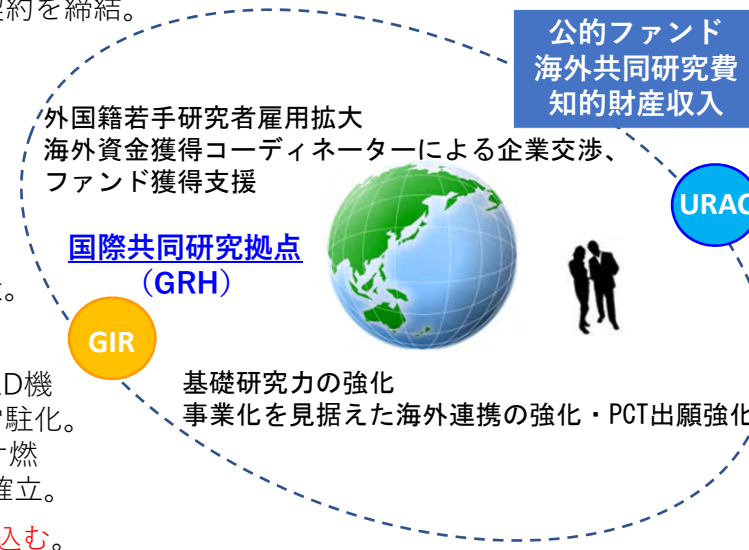 契約を締結。
公的ファンド
海外共同研究費
知的財産収入
外国籍若手研究者雇用拡大
海外資金獲得コーディネーターによる企業交渉、
ファンド獲得支援
URAC
国際共同研究拠点
（GRH）
GIR
D機
駐化。
燃
確立。
込む。
基礎研究力の強化
事業化を見据えた海外連携の強化・PCT出願強化